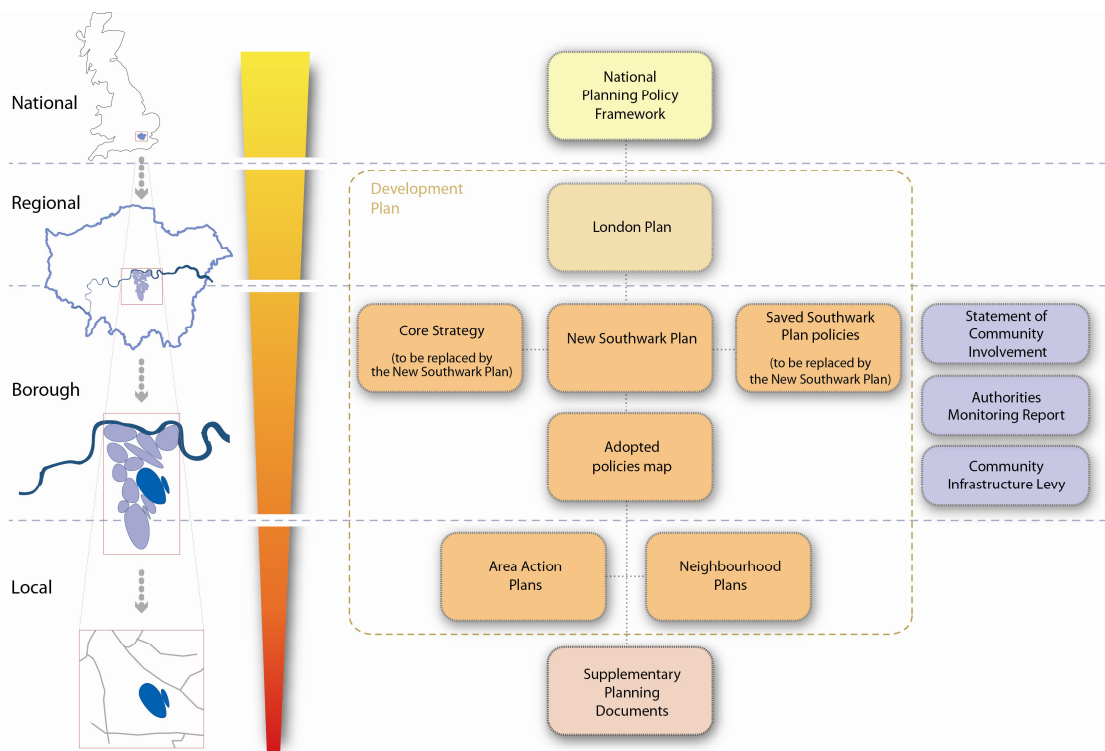 National
National
Planning Policy
Framework
Regional
Development
Plan
London Plan
Borough
Core Strategy
(to be replaced by
the New Southwark Plan)
New Southwark Plan
Saved Southwark
Plan policies
(to be replaced by
the New Southwark Plan)
Statement of
Community
Involvement
Authorities
Monitoring Report
Adopted
policies map
Community
Infrastructure Levy
Local
Area Action
Plans
Neighbourhood
Plans
Supplementary
Planning
Documents